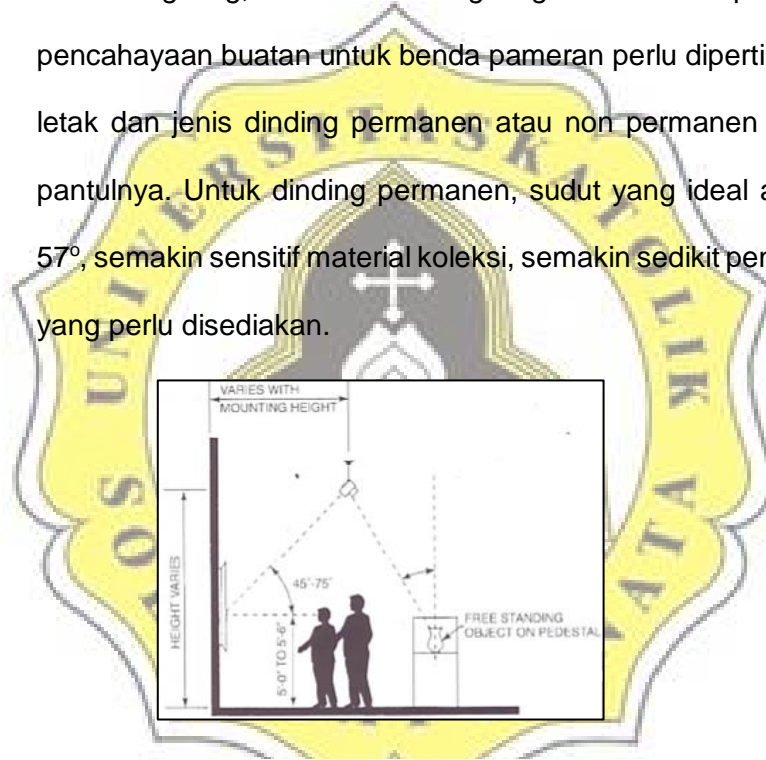 pencahayaan buatan untuk benda pameran perlu
letak dan jenis dinding permanen atau non permanen
pantulnya. Untuk dinding permanen, sudut yang ideal
57°, semakin sensitif material koleksi, semakin sedikit
yang perlu disediakan.
UNIVERSITAS KATOLIK
VARIES WITH
MOUNTING HEIGHT
HEIGHT VARIES
45°-75°
5'-0" TO 5'-6"
FREE STANDING
OBJECT ON PEDESTAL